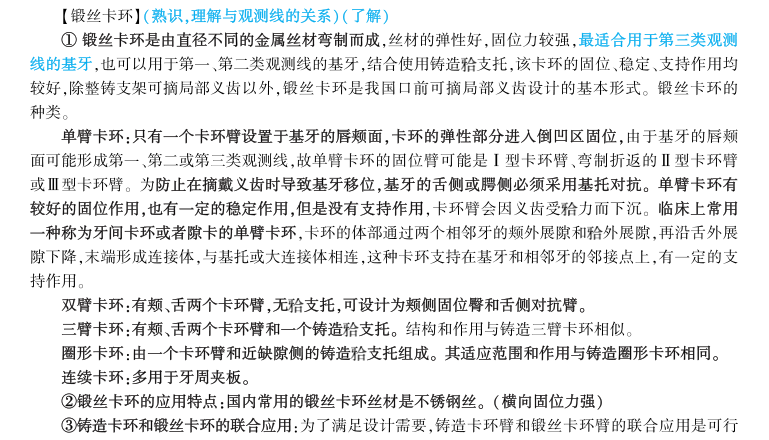 【锻丝卡环】(熟识,理解与观测线的关系)(了解)
① 锻丝卡环是由直径不同的金属丝材弯制而成,丝材的弹性好,固位力较强,最适合用于第三类观测
线的基牙,也可以用于第一、第二类观测线的基牙,结合使用铸造𬌗支托,该卡环的固位、稳定、支持作用均
较好,除整铸支架可摘局部义齿以外,锻丝卡环是我国口前可摘局部义齿设计的基本形式。锻丝卡环的
种类。
单臂卡环:只有一个卡环臂设置于基牙的唇颊面,卡环的弹性部分进入倒凹区固位,由于基牙的唇颊
面可能形成第一、第二或第三类观测线,故单臂卡环的固位臂可能是Ⅰ型卡环臂、弯制折返的Ⅱ型卡环臂
或Ⅲ型卡环臂。为防止在摘戴义齿时导致基牙移位,基牙的舌侧或腭侧必须采用基托对抗。单臂卡环有
较好的固位作用,也有一定的稳定作用,但是没有支持作用,卡环臂会因义齿受𬌗力而下沉。临床上常用
一种称为牙间卡环或者隙卡的单臂卡环,卡环的体部通过两个相邻牙的颊外展隙和𬌗外展隙,再沿舌外展
隙下降,末端形成连接体,与基托或大连接体相连,这种卡环支持在基牙和相邻牙的邻接点上,有一定的支
持作用。
双臂卡环:有颊、舌两个卡环臂,无𬌗支托,可设计为颊侧固位臀和舌侧对抗臂。
三臂卡环:有颊、舌两个卡环臂和一个铸造𬌗支托。结构和作用与铸造三臂卡环相似。
圈形卡环:由一个卡环臂和近缺隙侧的铸造𬌗支托组成。其适应范围和作用与铸造圈形卡环相同。
连续卡环:多用于牙周夹板。
②锻丝卡环的应用特点:国内常用的锻丝卡环丝材是不锈钢丝。(横向固位力强)
③铸造卡环和锻丝卡环的联合应用:为了满足设计需要,铸造卡环臂和锻丝卡环臂的联合应用是可行